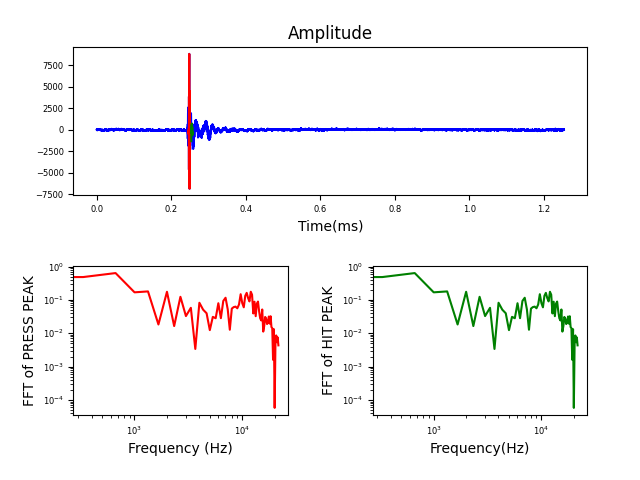 Amplitude
7500
5000
2500
0
−2500
−5000
−7500
0.0 0.2 0.4 0.6 0.8 1.0 1.2
Time(ms)
FFT of PRESS PEAK
10⁰
10⁻¹
10⁻²
10⁻³
10⁻⁴
10³ 10⁴
Frequency (Hz)
FFT of HIT PEAK
10⁰
10⁻¹
10⁻²
10⁻³
10⁻⁴
10³ 10⁴
Frequency(Hz)